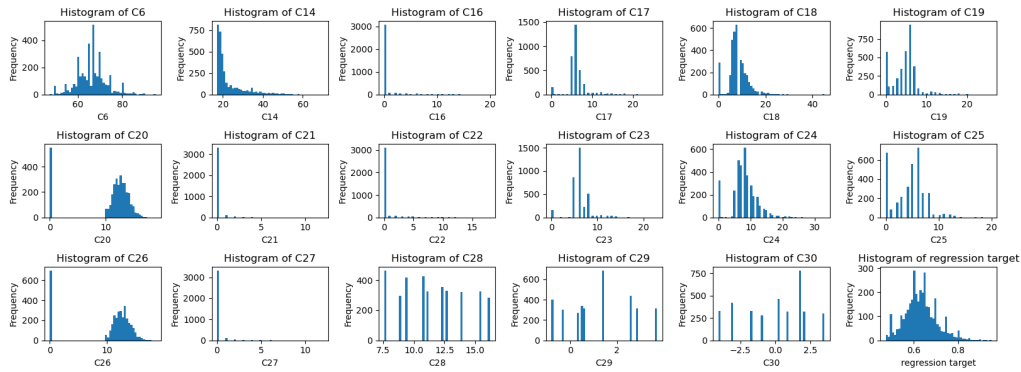 Histogram of C6 Histogram of C14 Histogram of C16 Histogram of C17 Histogram of C18 Histogram of C19
Frequency Frequency Frequency Frequency Frequency Frequency
400 200 0
750 500 250 0
3000 2000 1000 0
1500 1000 500 0
600 400 200 0
750 500 250 0
60 80 20 40 60 0 10 20 0 10 20 0 20 40 0 10 20
C6 C14 C16 C17 C18 C19
Histogram of C20 Histogram of C21 Histogram of C22 Histogram of C23 Histogram of C24 Histogram of C25
Frequency Frequency Frequency Frequency Frequency Frequency
400 200 0
3000 2000 1000 0
3000 2000 1000 0
1500 1000 500 0
600 400 200 0
600 400 200 0
0 10 0 5 10 0 5 10 15 0 10 20 0 10 20 30 0 10 20
C20 C21 C22 C23 C24 C25
Histogram of C26 Histogram of C27 Histogram of C28 Histogram of C29 Histogram of C30 Histogram of regression target
Frequency Frequency Frequency Frequency Frequency Frequency
600 400 200 0
3000 2000 1000 0
400 200 0
600 400 200 0
750 500 250 0
300 200 100 0
0 10 0 5 10 7.5 10.0 12.5 15.0 0 2 −2.5 0.0 2.5 0.6 0.8
C26 C27 C28 C29 C30 regression target